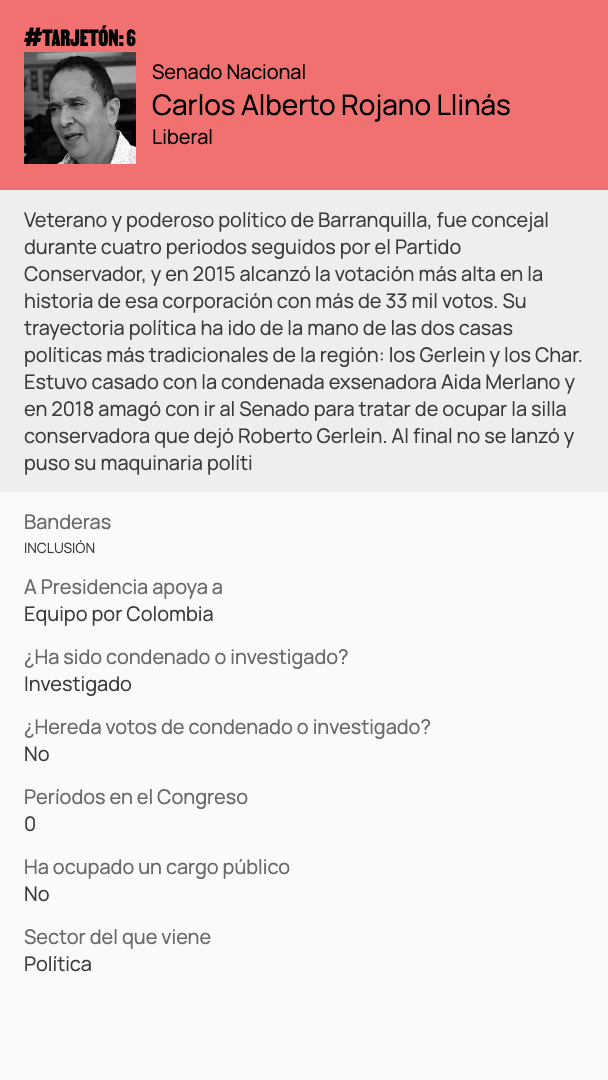 #TARJETÓN: 6
Senado Nacional
Carlos Alberto Rojano Llinás
Liberal
Veterano y poderoso político de Barranquilla, fue concejal
durante cuatro periodos seguidos por el Partido
Conservador, y en 2015 alcanzó la votación más alta en la
historia de esa corporación con más de 33 mil votos. Su
trayectoria política ha ido de la mano de las dos casas
políticas más tradicionales de la región: los Gerlein y los Char.
Estuvo casado con la condenada exsenadora Aida Merlano y
en 2018 amagó con ir al Senado para tratar de ocupar la silla
conservadora que dejó Roberto Gerlein. Al final no se lanzó y
puso su maquinaria políti
Banderas
INCLUSIÓN
A Presidencia apoya a
Equipo por Colombia
¿Ha sido condenado o investigado?
Investigado
¿Hereda votos de condenado o investigado?
No
Períodos en el Congreso
0
Ha ocupado un cargo público
No
Sector del que viene
Política